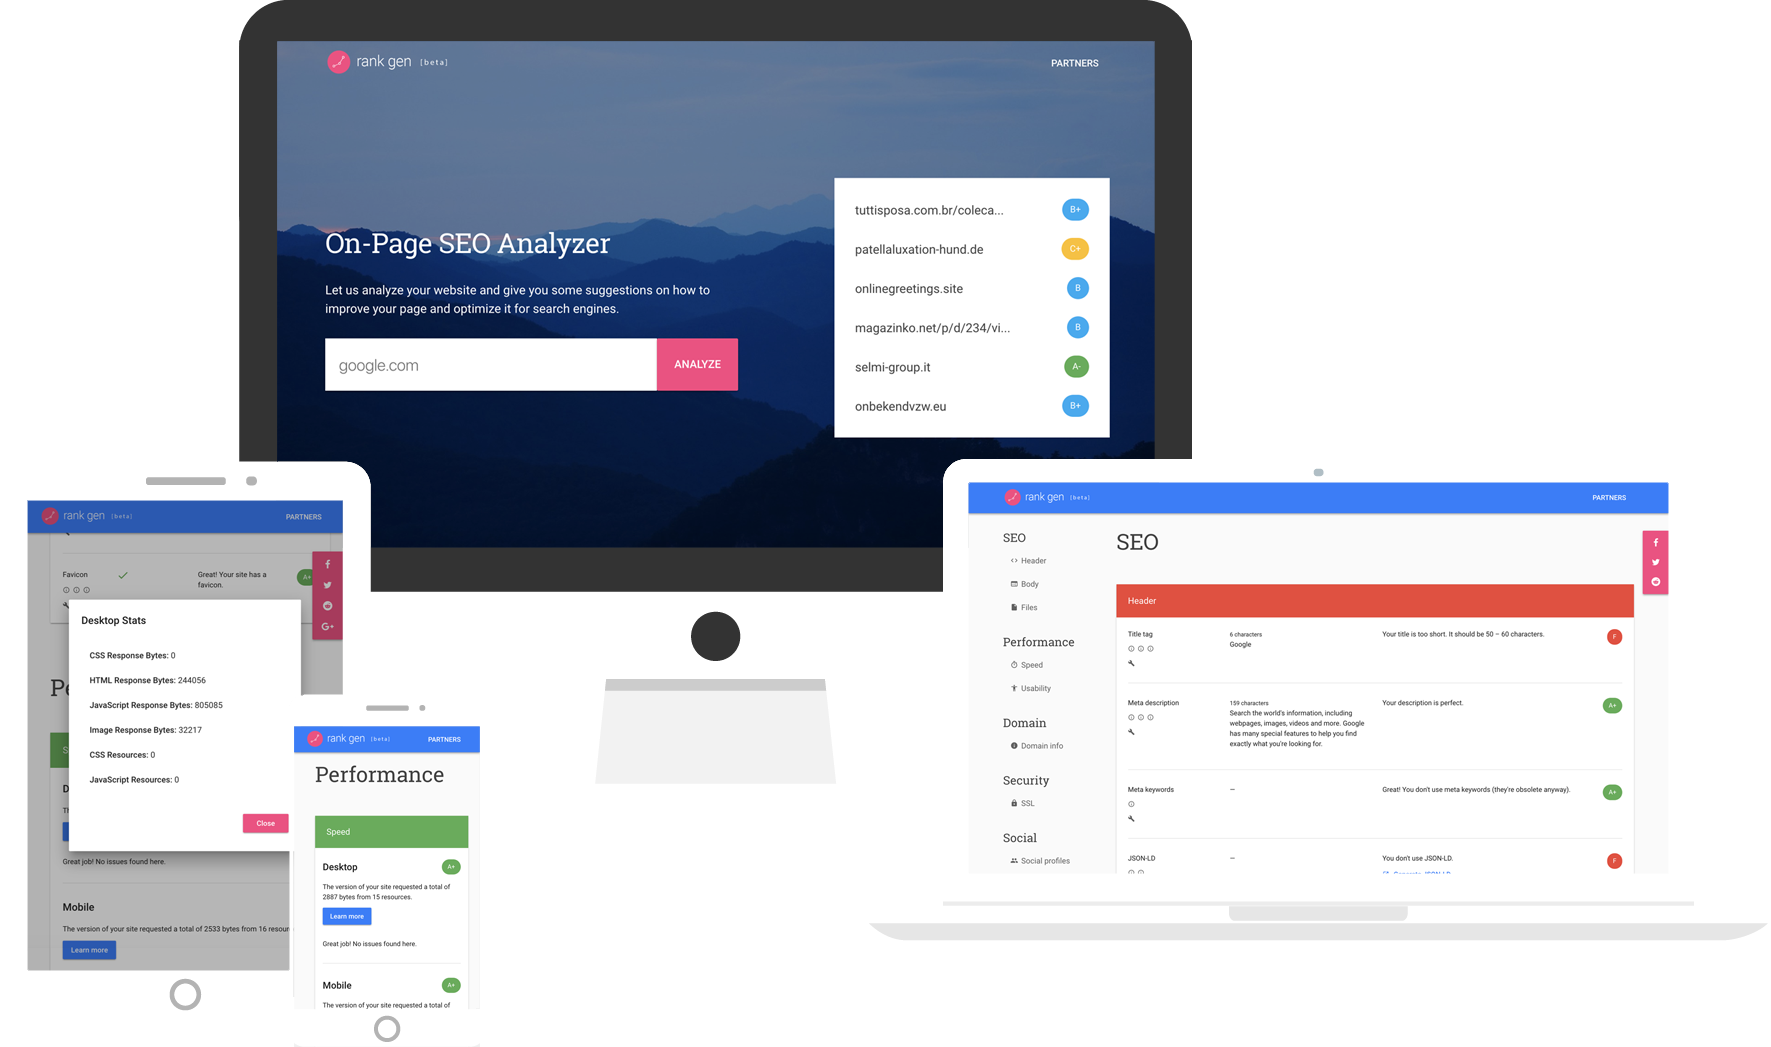 rank gen [beta]
PARTNERS
On-Page SEO Analyzer
Let us analyze your website and give you some suggestions on how to
improve your page and optimize it for search engines.
google.com
ANALYZE
tuttisposa.com.br/coleca...
B+
patellaluxation-hund.de
C+
onlinegreetings.site
B
magazinko.net/p/d/234/vi...
B
selmi-group.it
A-
onbekendvzw.eu
B+
rank gen [beta]
PARTNERS
Favicon
Great! Your site has a
favicon.
A+
G+
Desktop Stats
CSS Response Bytes: 0
HTML Response Bytes: 244056
JavaScript Response Bytes: 805085
Image Response Bytes: 32217
CSS Resources: 0
JavaScript Resources: 0
Close
Great job! No issues found here.
Mobile
The version of your site requested a total of 2533 bytes from 16 resour
Learn more
rank gen [beta]
PARTNERS
Performance
Speed
Desktop
A+
The version of your site requested a total of
2887 bytes from 15 resources.
Learn more
Great job! No issues found here.
Mobile
A+
The version of your site requested a total of
rank gen [beta]
PARTNERS
SEO
Header
Body
Files
Performance
Speed
Usability
Domain
Domain info
Security
SSL
Social
Social profiles
SEO
Header
Title tag
6 characters
Google
Your title is too short. It should be 50 – 60 characters.
F
Meta description
159 characters
Search the world's information, including
webpages, images, videos and more. Google
has many special features to help you find
exactly what you're looking for.
Your description is perfect.
A+
Meta keywords
—
Great! You don't use meta keywords (they're obsolete anyway).
A+
JSON-LD
—
You don't use JSON-LD.
F